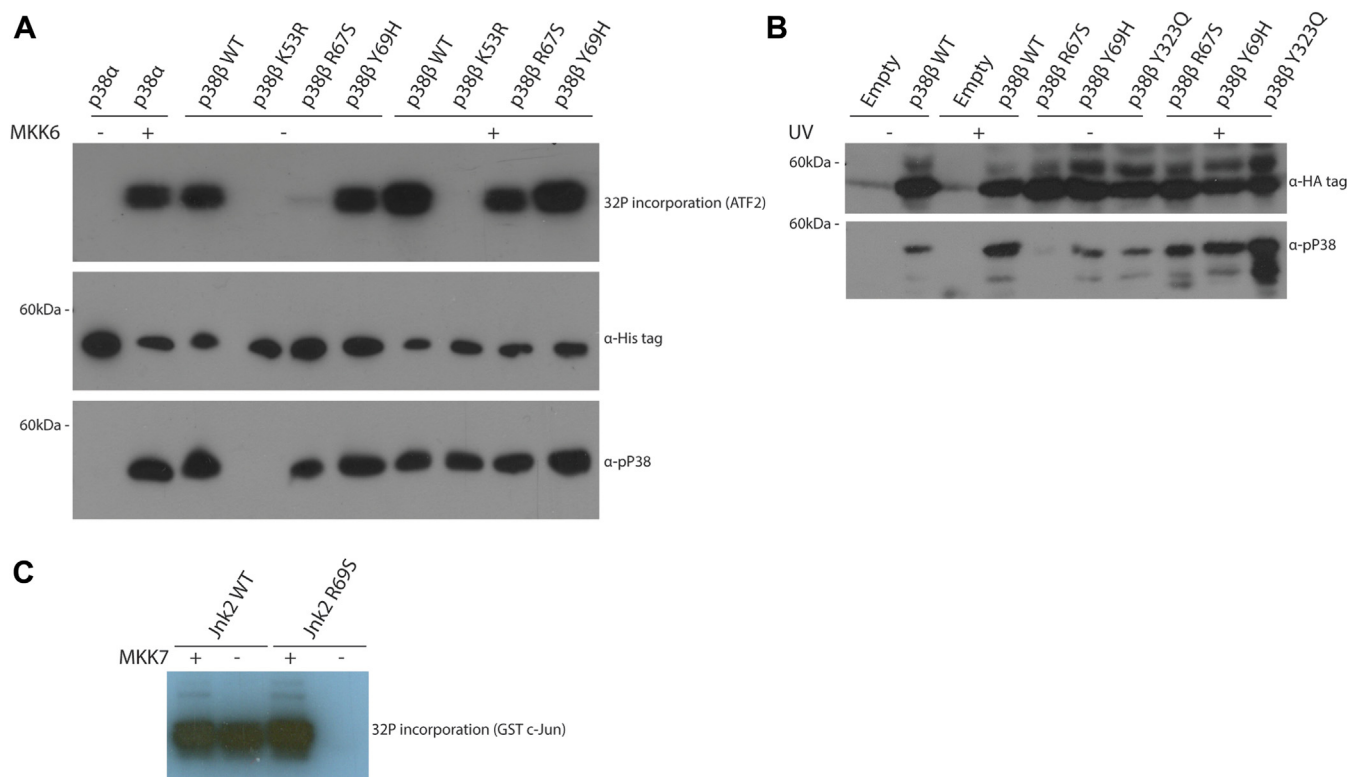 A
p38α
p38α
p38β WT
p38β K53R
p38β R67S
p38β Y69H
p38β WT
p38β K53R
p38β R67S
p38β Y69H
MKK6
-
+
-
+
32P incorporation (ATF2)
60kDa -
α-His tag
60kDa -
α-pP38
B
Empty
p38β WT
Empty
p38β WT
p38β R67S
p38β Y69H
p38β Y323Q
p38β R67S
p38β Y69H
p38β Y323Q
UV
-
+
-
+
60kDa -
α-HA tag
60kDa -
α-pP38
C
Jnk2 WT
Jnk2 R69S
MKK7
+
-
+
-
32P incorporation (GST c-Jun)